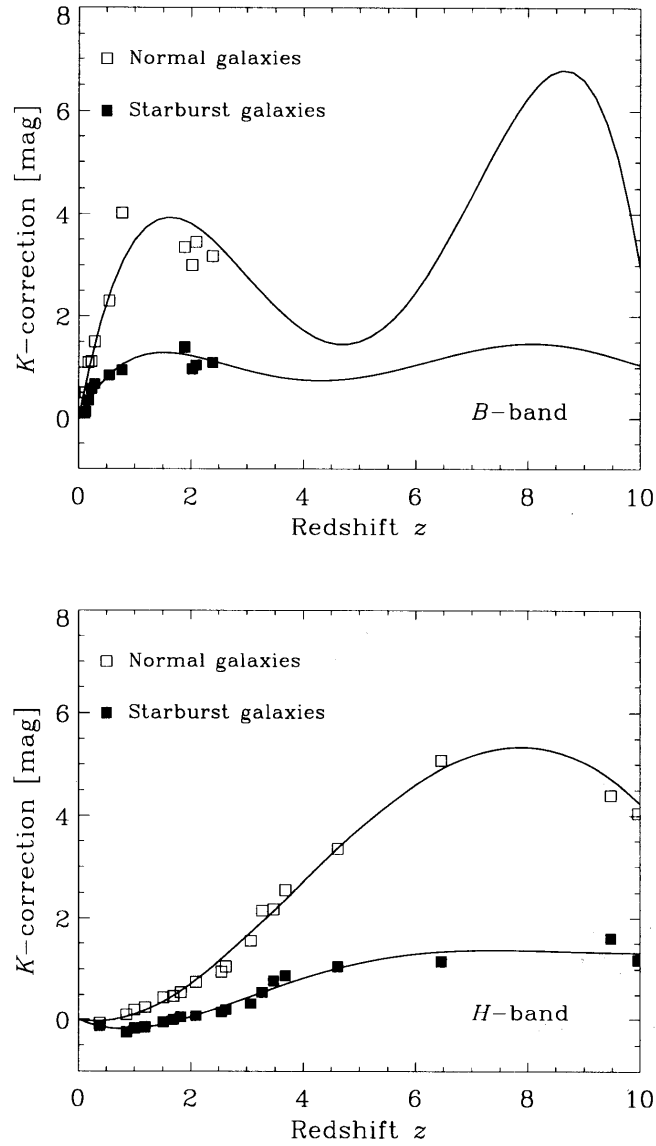 8
□ Normal galaxies
■ Starburst galaxies
6
4
2
0
K-correction [mag]
B-band
0 2 4 6 8 10
Redshift z
8
□ Normal galaxies
■ Starburst galaxies
6
4
2
0
K-correction [mag]
H-band
0 2 4 6 8 10
Redshift z